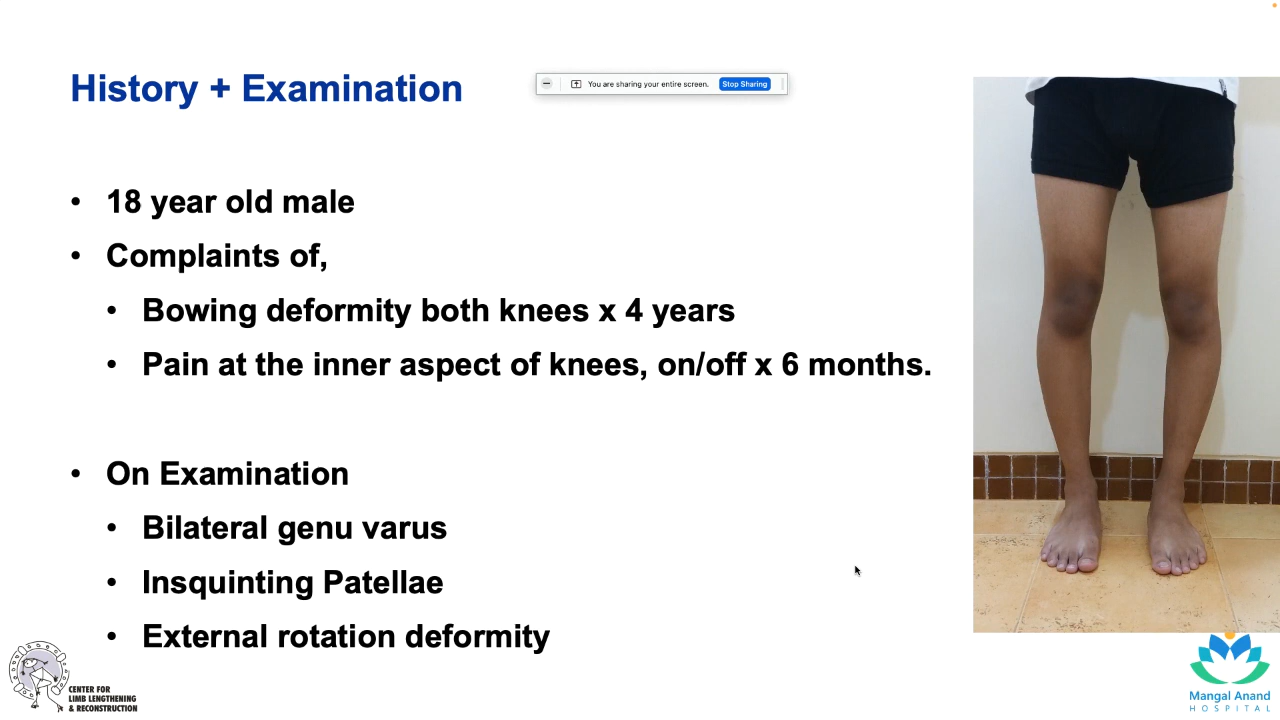 History + Examination
You are sharing your entire screen. Stop Sharing
• 18 year old male
• Complaints of,
• Bowing deformity both knees x 4 years
• Pain at the inner aspect of knees, on/off x 6 months.
• On Examination
• Bilateral genu varus
• Insquinting Patellae
• External rotation deformity
CENTER FOR
LIMB LENGTHENING
& RECONSTRUCTION
Mangal Anand
HOSPITAL